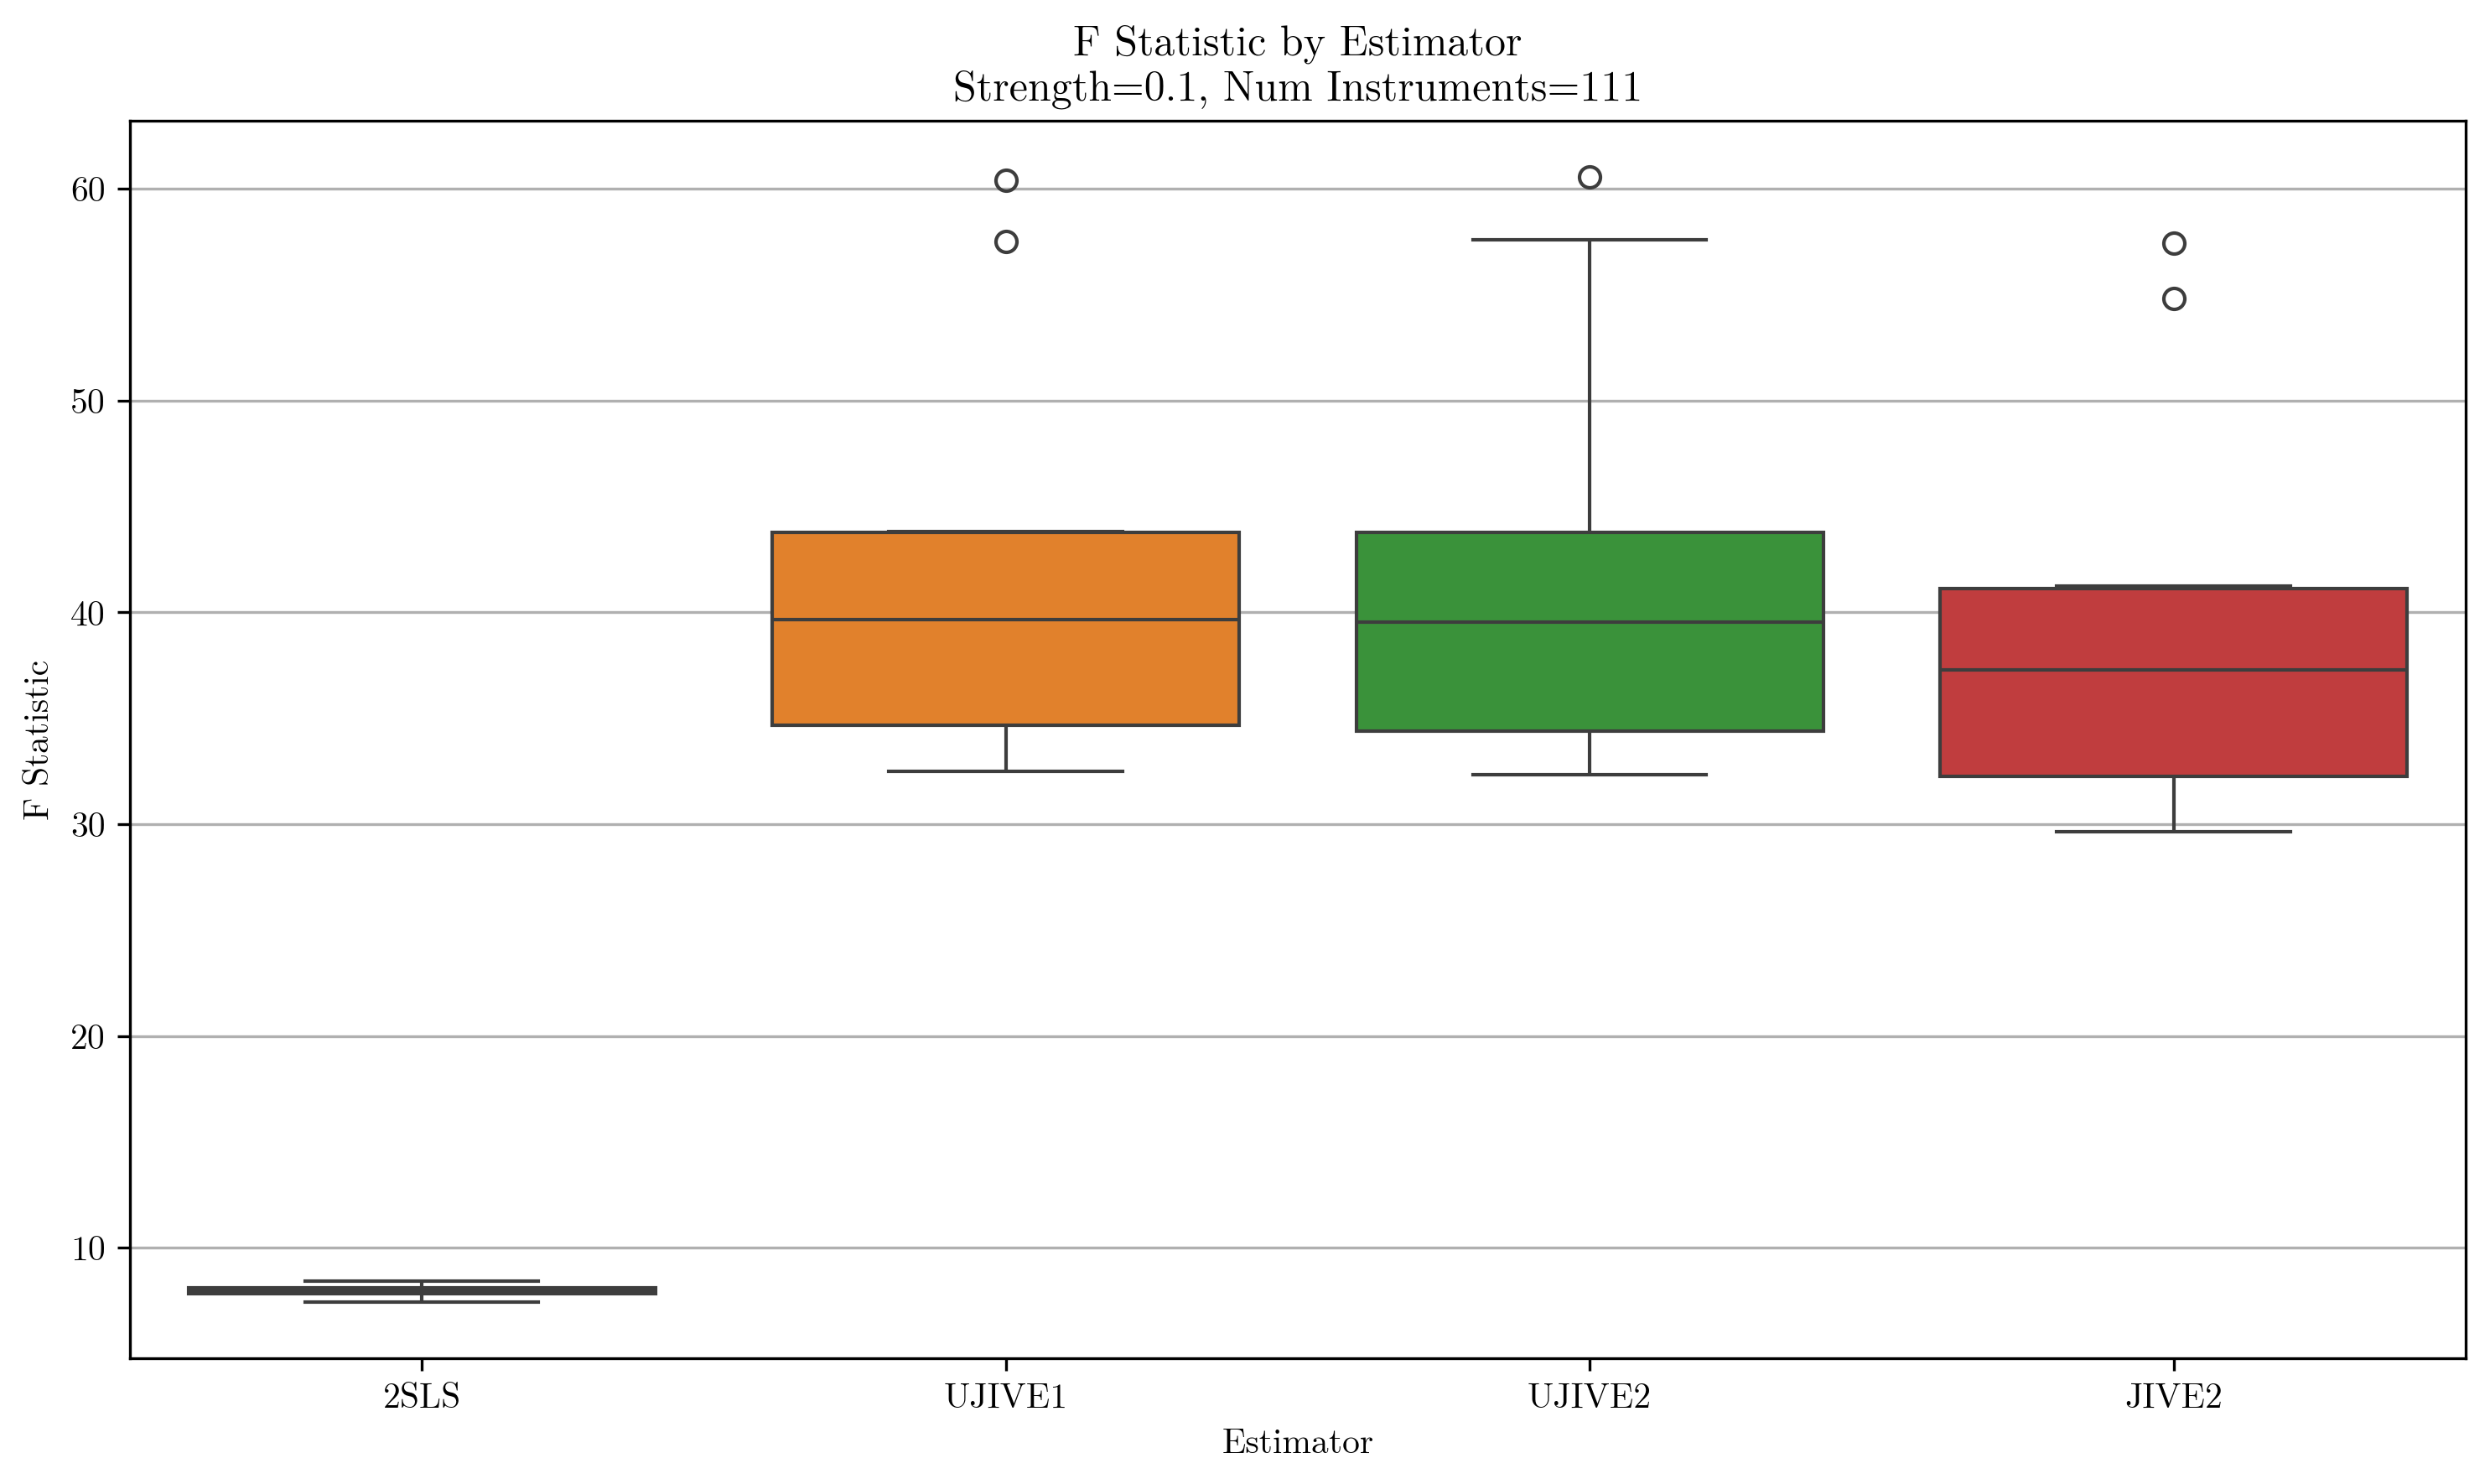 F Statistic by Estimator
Strength=0.1, Num Instruments=111
60
50
40
30
20
10
F Statistic
2SLS
UJIVE1
UJIVE2
JIVE2
Estimator